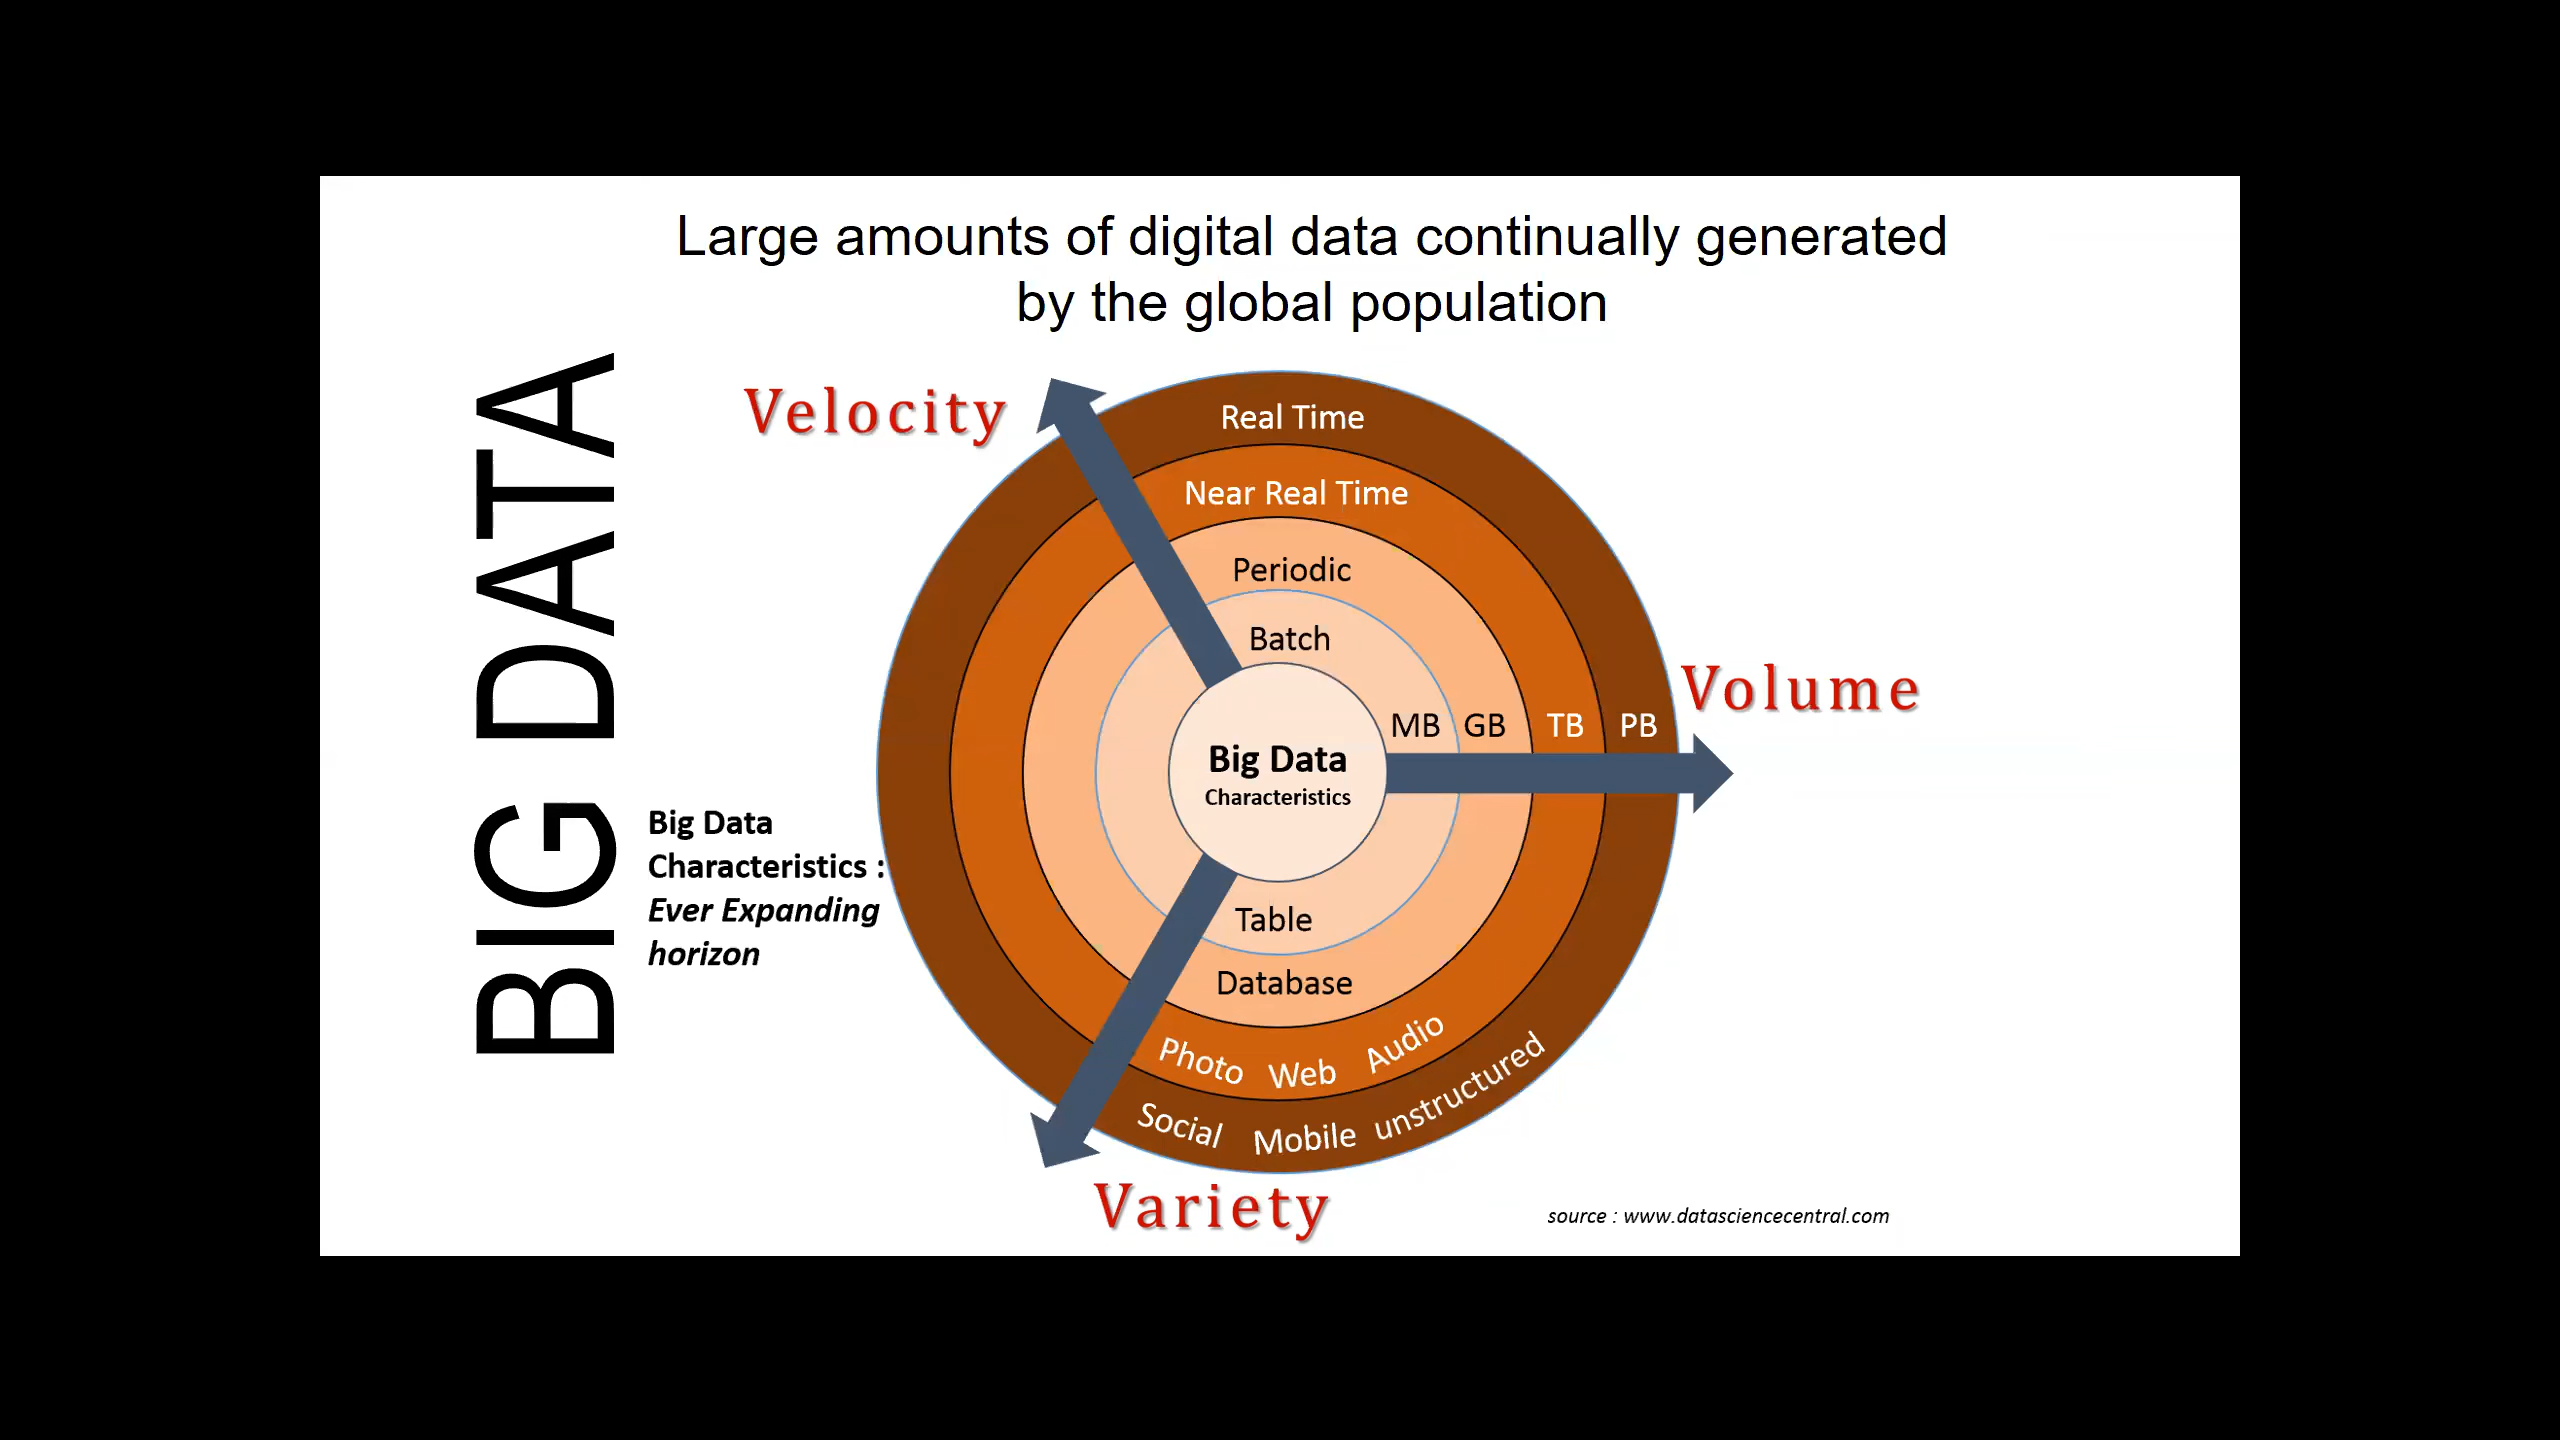 Large amounts of digital data continually generated
by the global population
BIG DATA
Velocity
Real Time
Near Real Time
Periodic
Batch
Volume
MB GB TB PB
Big Data
Characteristics
Big Data
Characteristics :
Ever Expanding
horizon
Table
Database
Photo Web Audio
Social Mobile unstructured
Variety
source : www.datasciencecentral.com